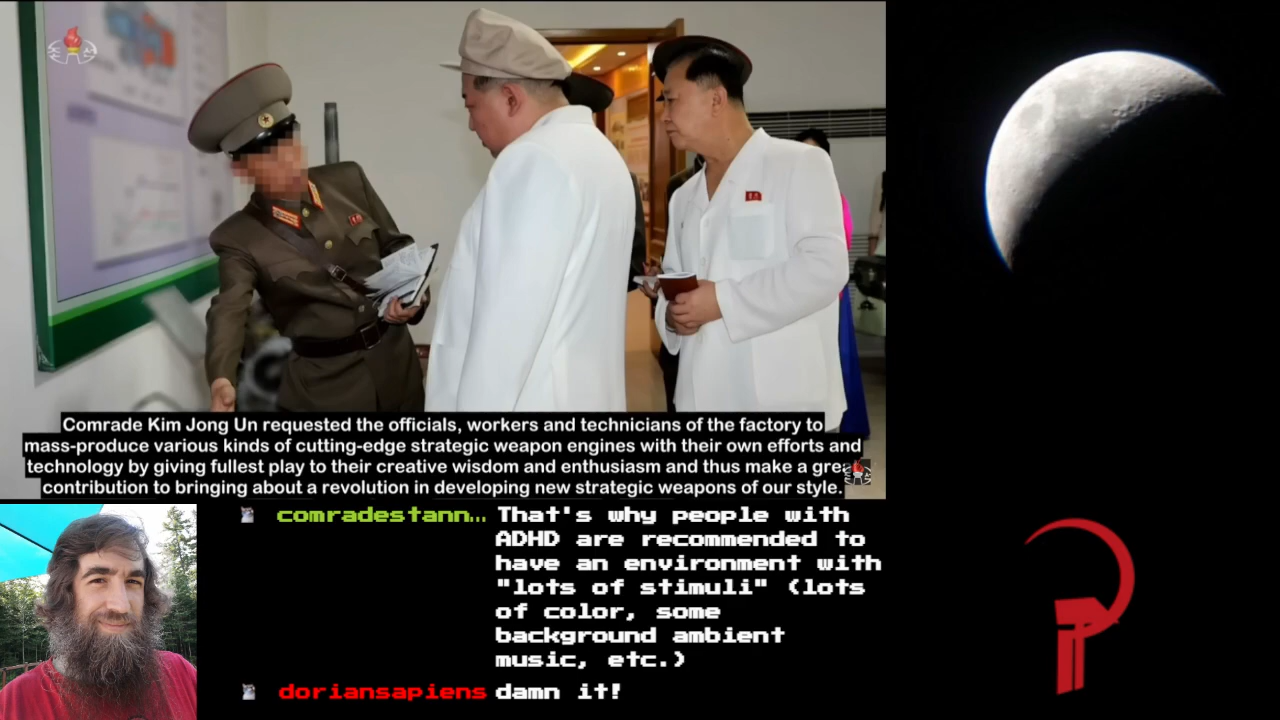 조선
Comrade Kim Jong Un requested the officials, workers and technicians of the factory to
mass-produce various kinds of cutting-edge strategic weapon engines with their own efforts and
technology by giving fullest play to their creative wisdom and enthusiasm and thus make a
contribution to bringing about a revolution in developing new strategic weapons of our style.
comradestann... That's why people with
ADHD are recommended to
have an environment with
"lots of stimuli" (lots
of color, some
background ambient
music, etc.)
doriansapiens damn it!